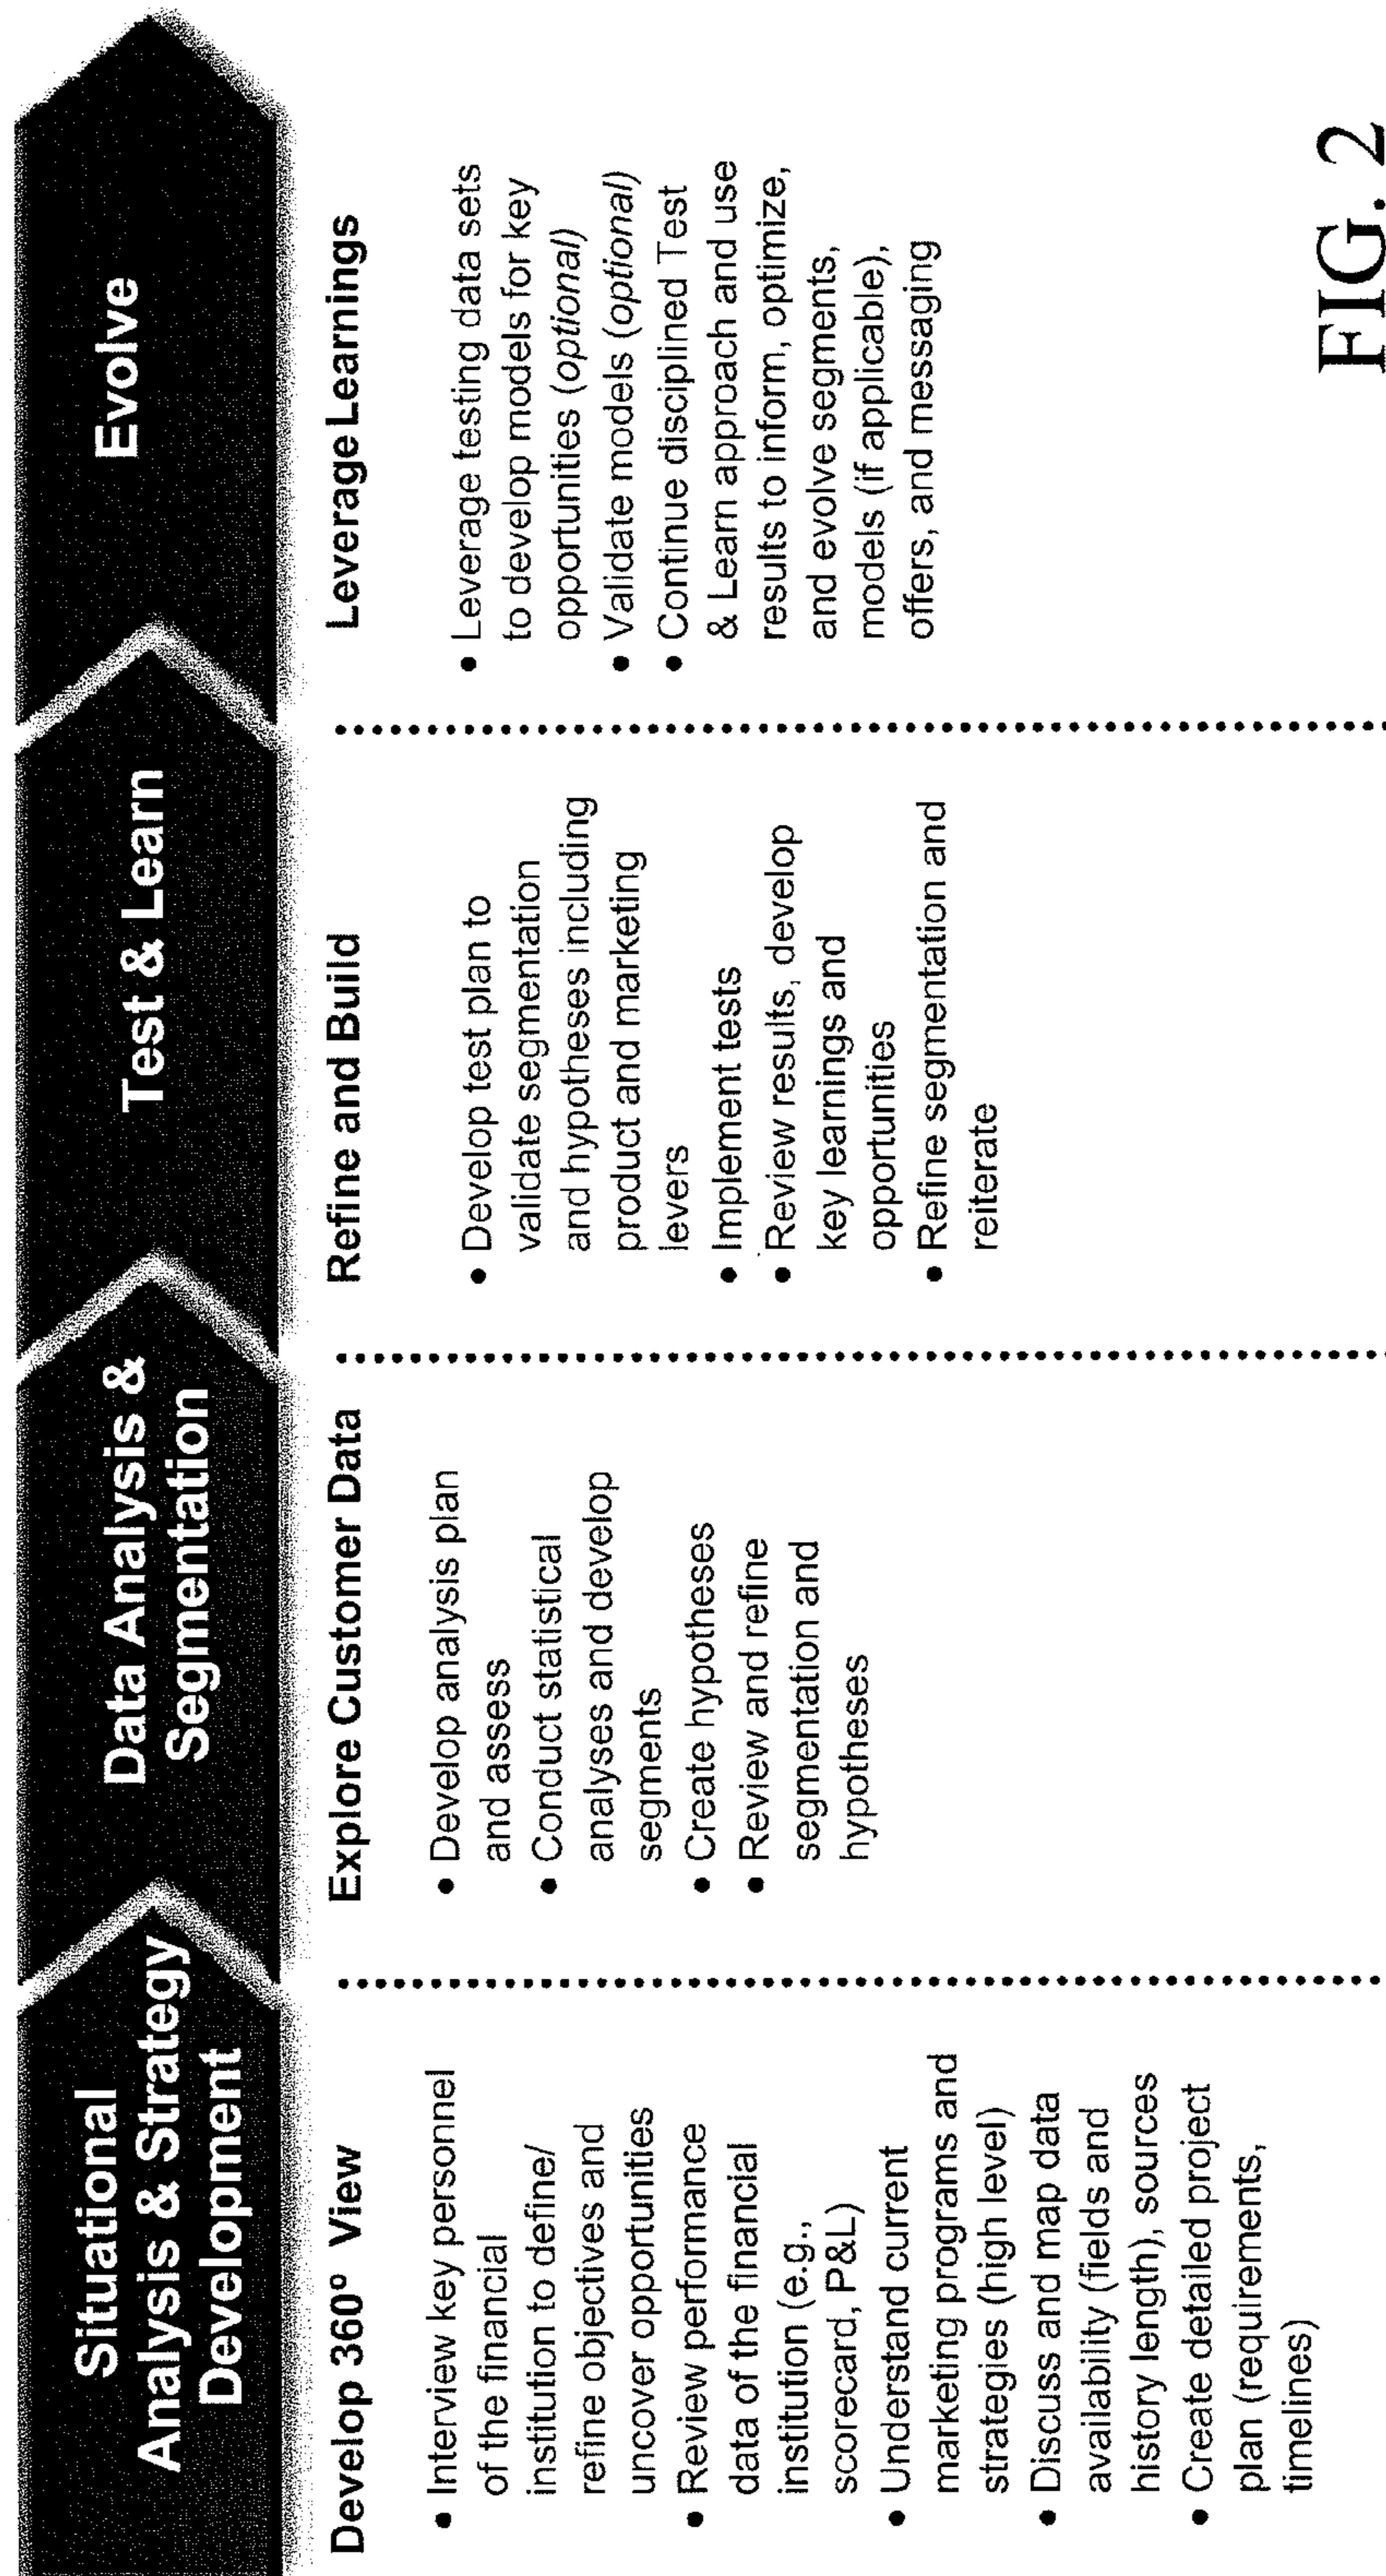 Situational
Analysis & Strategy
Development
Data Analysis &
Segmentation
Test & Learn
Evolve
Develop 360º View
• Interview key personnel
of the financial
institution to define/
refine objectives and
uncover opportunities
• Review performance
data of the financial
institution (e.g.,
scorecard, P&L)
• Understand current
marketing programs and
strategies (high level)
• Discuss and map data
availability (fields and
history length), sources
• Create detailed project
plan (requirements,
timelines)
Explore Customer Data
• Develop analysis plan
and assess
• Conduct statistical
analyses and develop
segments
• Create hypotheses
• Review and refine
segmentation and
hypotheses
Refine and Build
• Develop test plan to
validate segmentation
and hypotheses including
product and marketing
levers
• Implement tests
• Review results, develop
key learnings and
opportunities
• Refine segmentation and
reiterate
Leverage Learnings
• Leverage testing data sets
to develop models for key
opportunities (optional)
• Validate models (optional)
• Continue disciplined Test
& Learn approach and use
results to inform, optimize,
and evolve segments,
models (if applicable),
offers, and messaging
FIG. 2